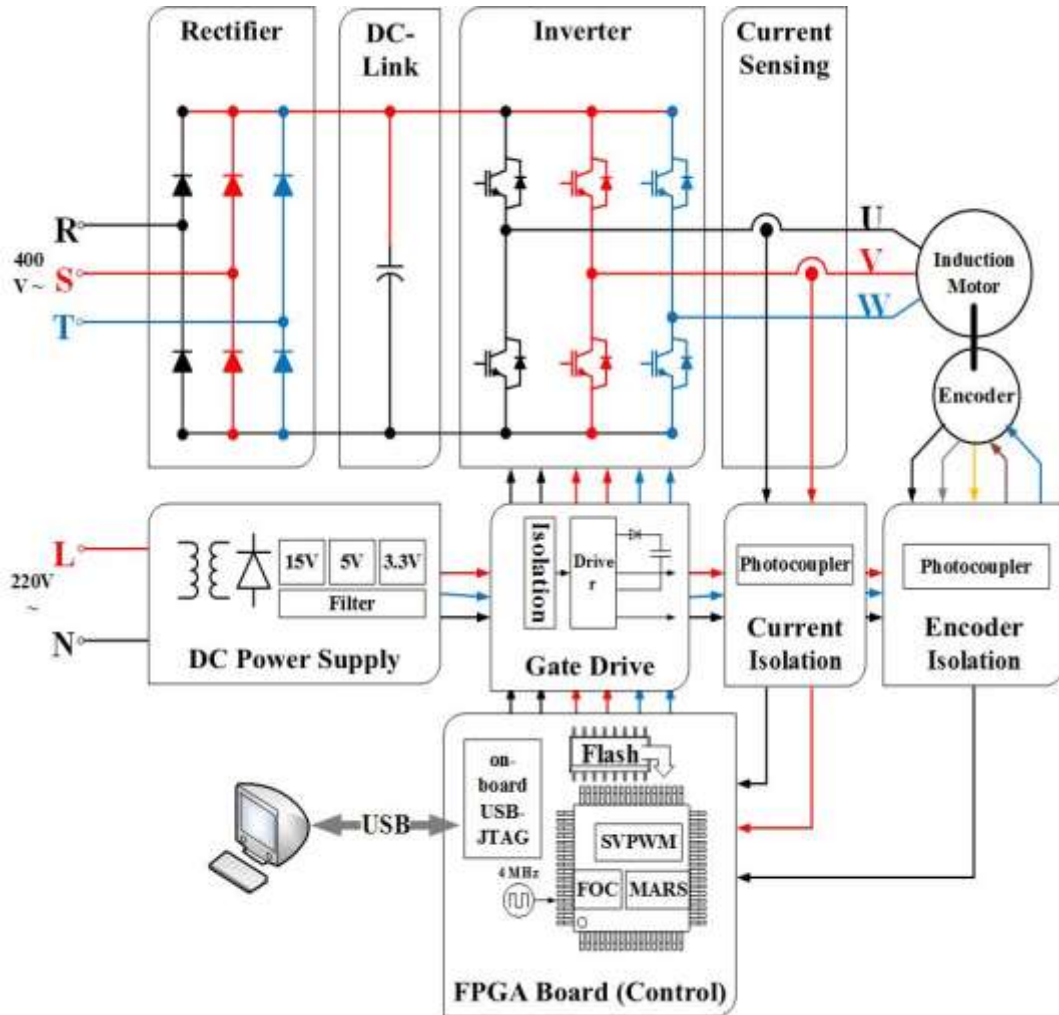 Rectifier
DC-
Link
Inverter
Current
Sensing
R
400
V ~
S
T
U
V
W
Induction
Motor
Encoder
L
220V
~
N
15V
5V
3.3V
Filter
DC Power Supply
Isolation
Drive
r
Gate Drive
Photocoupler
Current
Isolation
Photocoupler
Encoder
Isolation
on-
board
USB-
JTAG
Flash
USB
4 MHz
SVPWM
FOC
MARS
FPGA Board (Control)